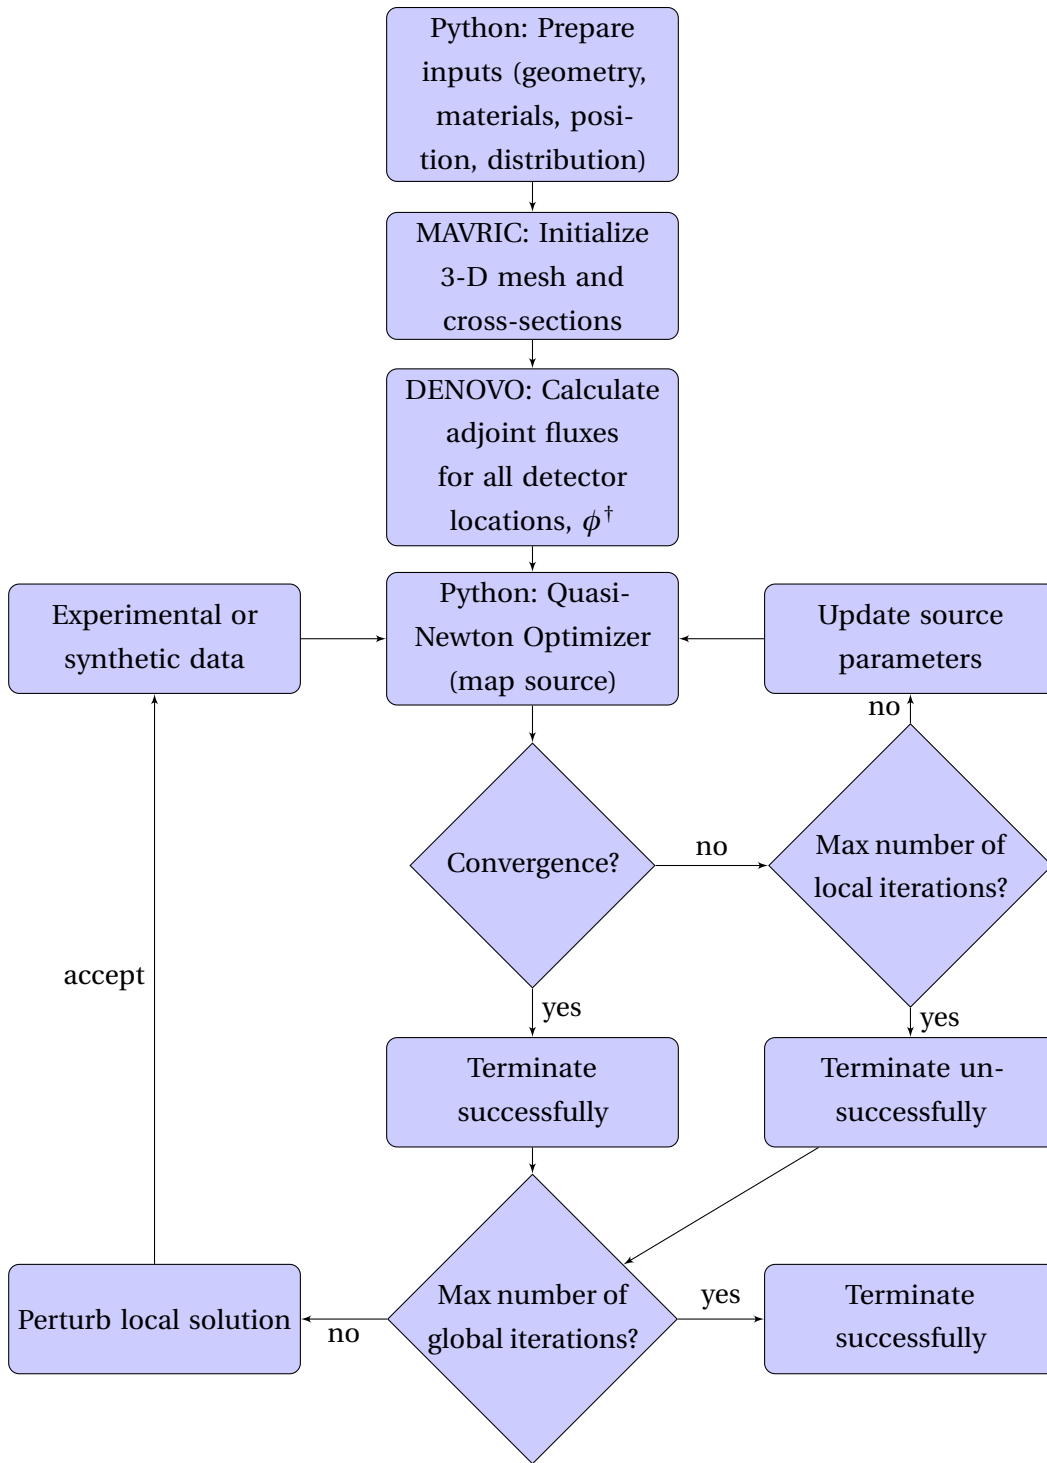 Python: Prepare
inputs (geometry,
materials, posi-
tion, distribution)
MAVRIC: Initialize
3-D mesh and
cross-sections
DENOVO: Calculate
adjoint fluxes
for all detector
locations, ϕ†
Experimental or
synthetic data
Python: Quasi-
Newton Optimizer
(map source)
Update source
parameters
no
Convergence?
no
Max number of
local iterations?
accept
yes
yes
Terminate
successfully
Terminate un-
successfully
Perturb local solution
no
Max number of
global iterations?
yes
Terminate
successfully